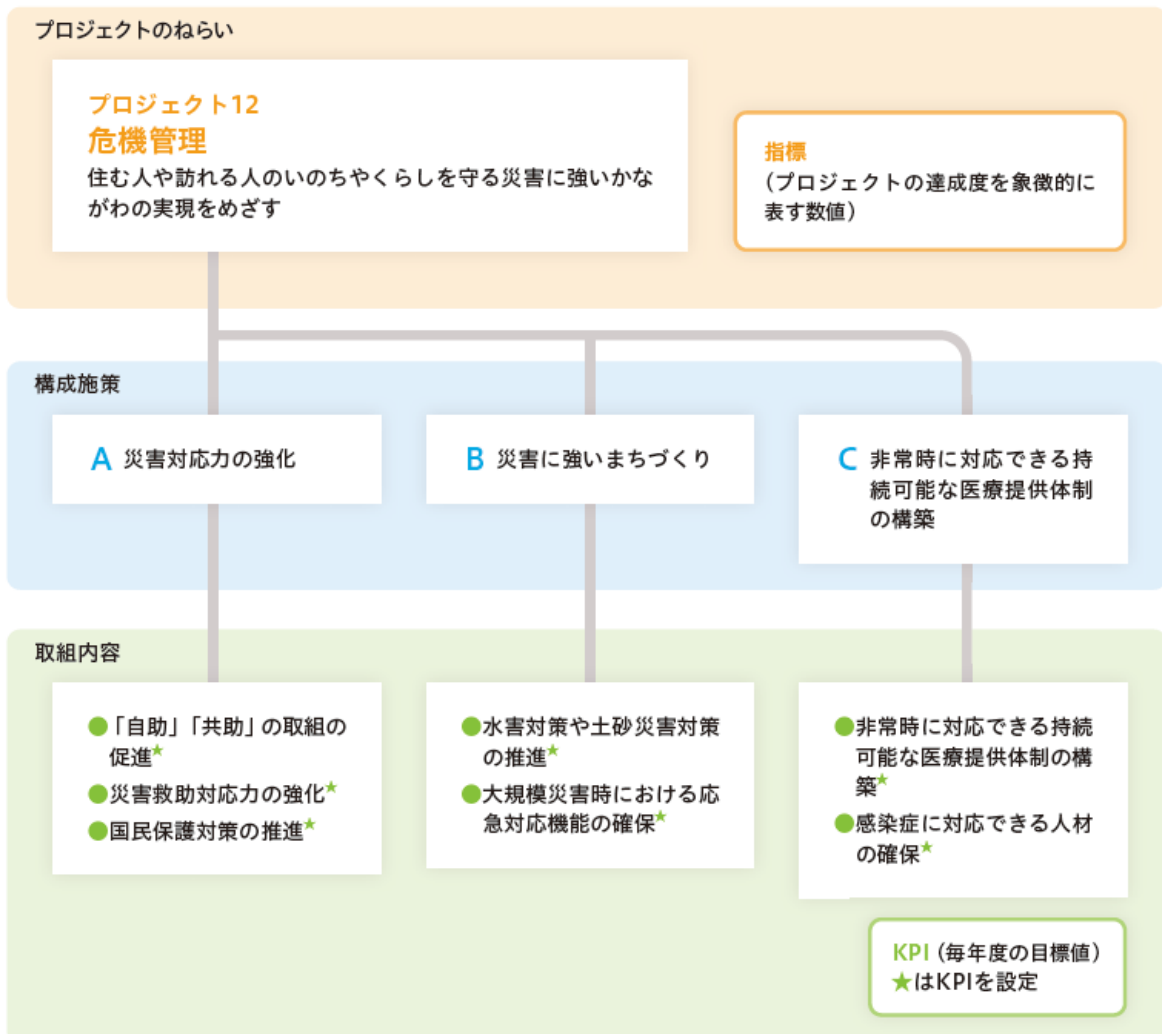 プロジェクトのねらい
プロジェクト12
危機管理
住む人や訪れる人のいのちやくらしを守る災害に強いかな
がわの実現をめざす
指標
(プロジェクトの達成度を象徴的に
表す数値)
構成施策
A 災害対応力の強化
B 災害に強いまちづくり
C 非常時に対応できる持
続可能な医療提供体制
の構築
取組内容
●「自助」「共助」の取組の
促進★
●災害救助対応力の強化★
●国民保護対策の推進★
●水害対策や土砂災害対策
の推進★
●大規模災害時における応
急対応機能の確保★
●非常時に対応できる持続
可能な医療提供体制の構
築★
●感染症に対応できる人材
の確保★
KPI (毎年度の目標値)
★はKPIを設定